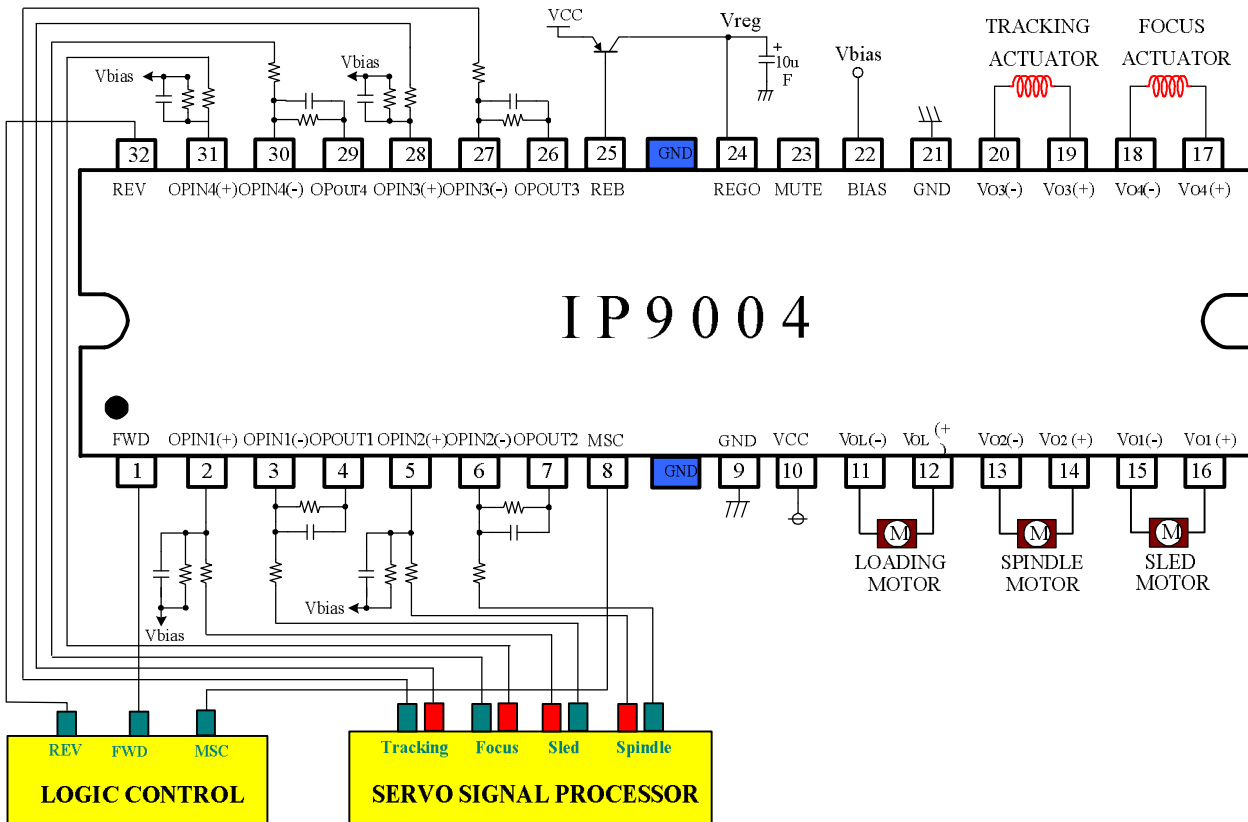 VCC
Vreg
+
10u
F
Vbias
TRACKING
ACTUATOR
FOCUS
ACTUATOR
Vbias
Vbias
32
31
30
29
28
27
26
25
GND
24
23
22
21
20
19
18
17
REV
OPIN4(+)
OPIN4(-)
OPOUT4
OPIN3(+)
OPIN3(-)
OPOUT3
REB
REGO
MUTE
BIAS
GND
VO3(-)
VO3(+)
VO4(-)
VO4(+)
IP9004
FWD
OPIN1(+)
OPIN1(-)
OPOUT1
OPIN2(+)
OPIN2(-)
OPOUT2
MSC
GND
VCC
VOL(-)
VOL (+
)
VO2(-)
VO2(+)
VO1(-)
VO1(+)
1
2
3
4
5
6
7
8
GND
9
10
11
12
13
14
15
16
M
M
M
LOADING
MOTOR
SPINDLE
MOTOR
SLED
MOTOR
Vbias
Vbias
REV
FWD
MSC
LOGIC CONTROL
Tracking
Focus
Sled
Spindle
SERVO SIGNAL PROCESSOR